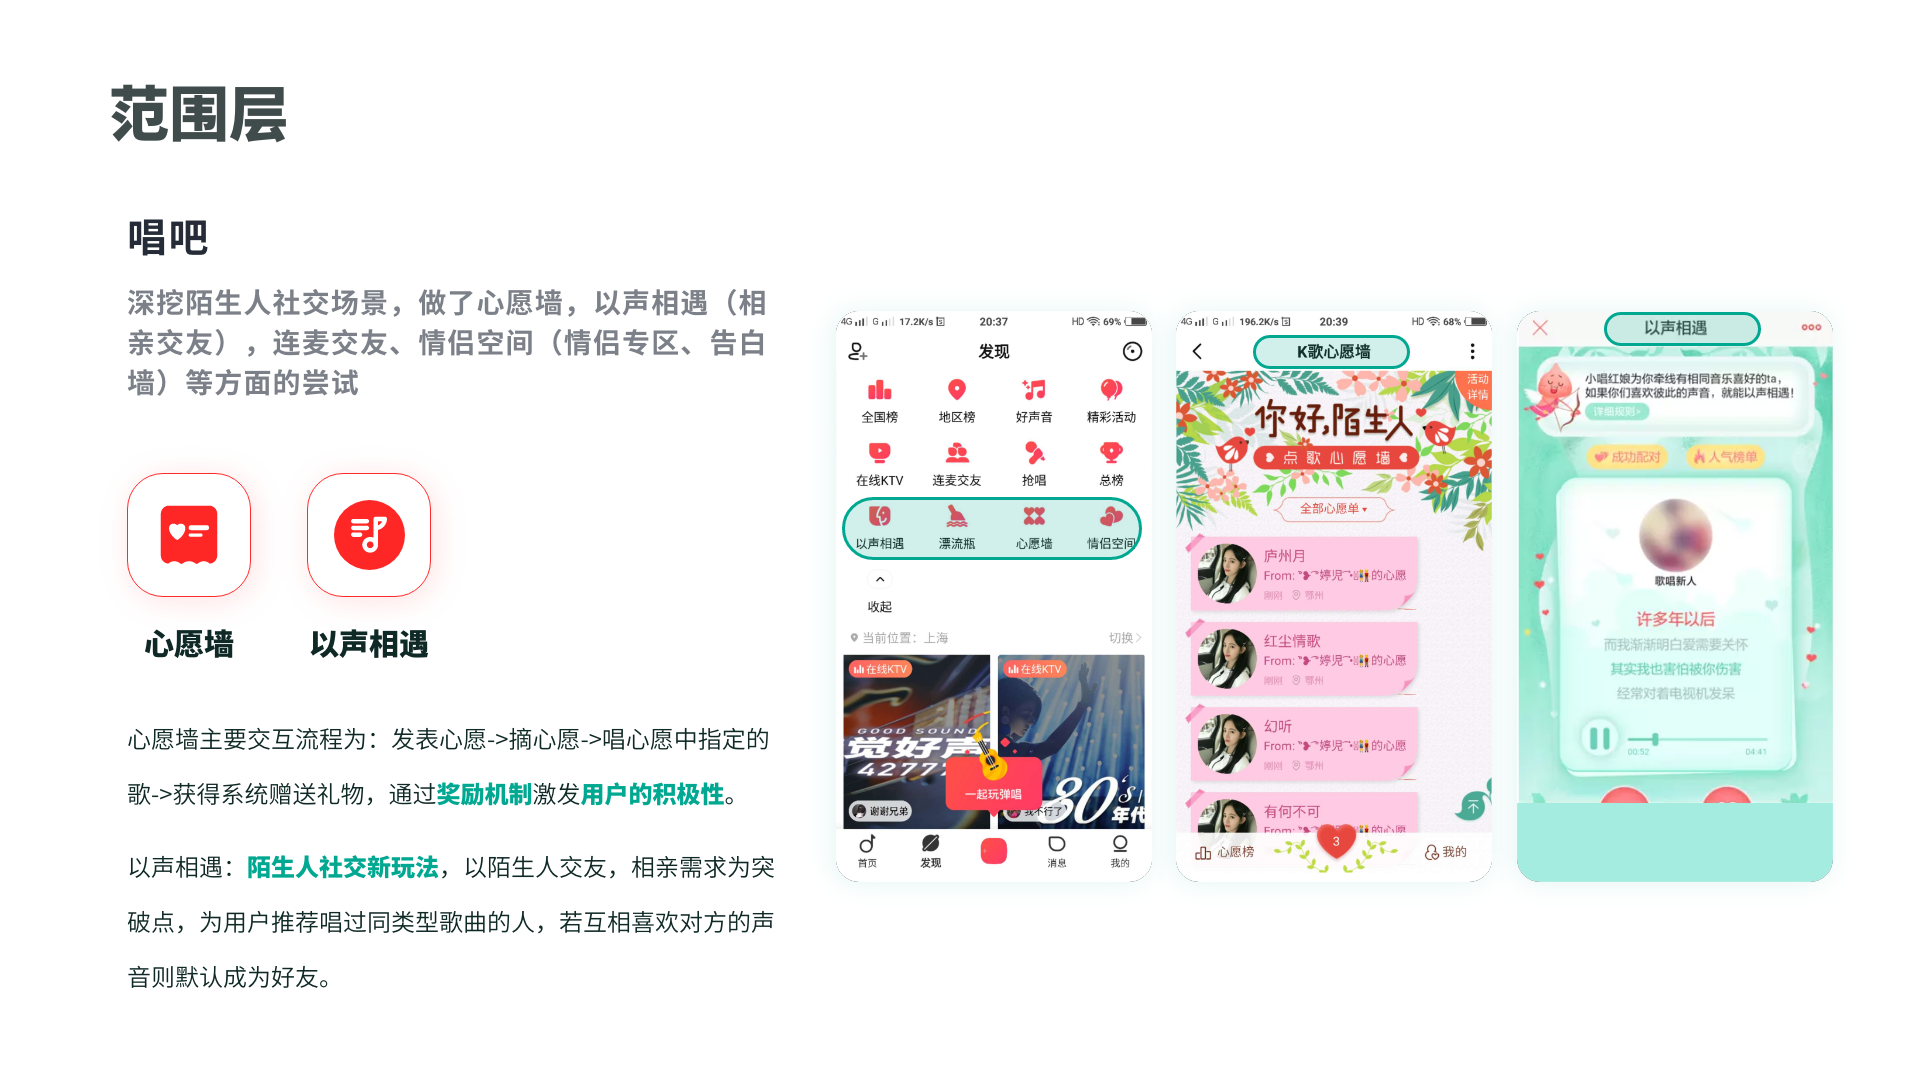 范围层
唱吧
深挖陌生人社交场景，做了心愿墙，以声相遇（相
亲交友），连麦交友、情侣空间（情侣专区、告白
墙）等方面的尝试
心愿墙
以声相遇
心愿墙主要交互流程为：发表心愿->摘心愿->唱心愿中指定的
歌->获得系统赠送礼物，通过奖励机制激发用户的积极性。
以声相遇：陌生人社交新玩法，以陌生人交友，相亲需求为突
破点，为用户推荐唱过同类型歌曲的人，若互相喜欢对方的声
音则默认成为好友。
4G G 17.2K/s 20:37 HD 69%
发现
全国榜 地区榜 好声音 精彩活动
在线KTV 连麦交友 抢唱 总榜
以声相遇 漂流瓶 心愿墙 情侣空间
收起
当前位置：上海 切换
在线KTV
GOOD SOUND
觉好声
4277
谢谢兄弟
在线KTV
30's
年代
我不行了
一起玩弹唱
首页 发现 消息 我的
4G G 196.2K/s 20:39 HD 68%
K歌心愿墙
活动
详情
你好,陌生人
点歌心愿墙
全部心愿单
庐州月
From: 婷児 的心愿
刚刚 鄂州
红尘情歌
From: 婷児 的心愿
刚刚 鄂州
幻听
From: 婷児 的心愿
刚刚 鄂州
有何不可
From: 婷児 的心愿
心愿榜 3 我的
以声相遇
小唱红娘为你牵线有相同音乐喜好的ta，
如果你们喜欢彼此的声音，就能以声相遇！
详细规则>
成功配对 人气榜单
歌唱新人
许多年以后
而我渐渐明白爱需要关怀
其实我也害怕被你伤害
经常对着电视机发呆
00:52 04:41